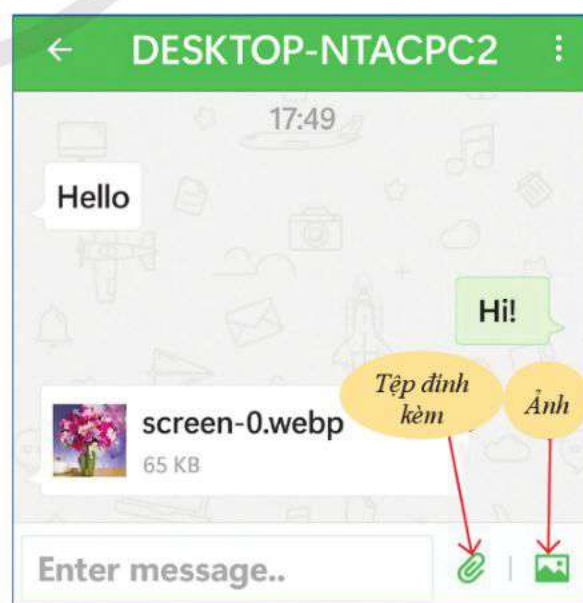 DESKTOP-NTACPC2
17:49
Hello
Hi!
Tệp đính
kèm
Ảnh
screen-0.webp
65 KB
Enter message..